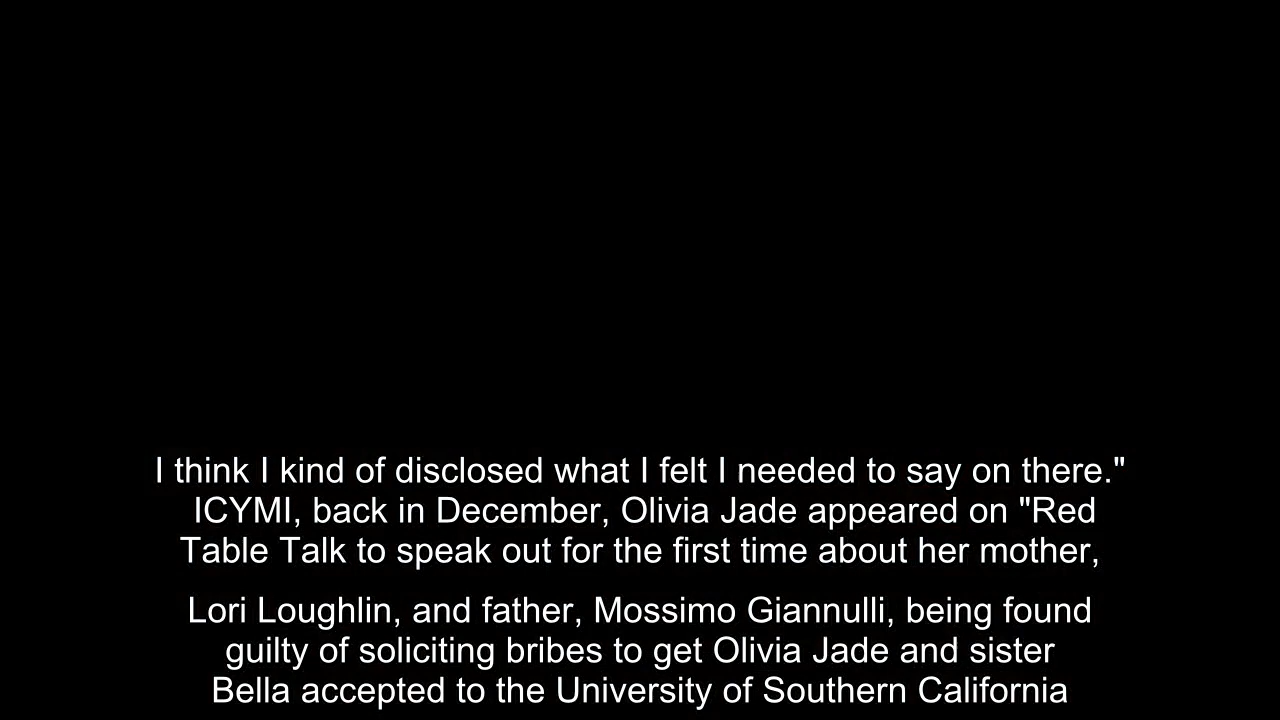 I think I kind of disclosed what I felt I needed to say on there."
ICYMI, back in December, Olivia Jade appeared on "Red
Table Talk to speak out for the first time about her mother,
Lori Loughlin, and father, Mossimo Giannulli, being found
guilty of soliciting bribes to get Olivia Jade and sister
Bella accepted to the University of Southern California